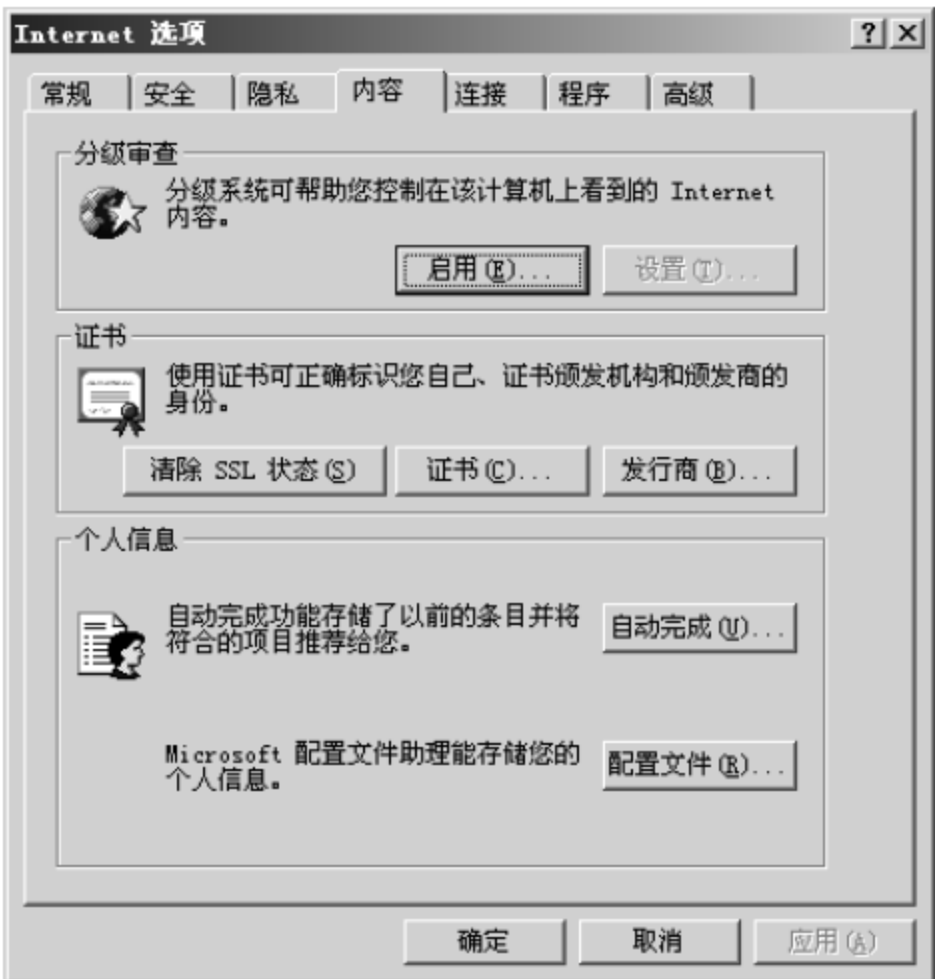 Internet 选项
常规 安全 隐私 内容 连接 程序 高级
分级审查
分级系统可帮助您控制在该计算机上看到的 Internet
内容。
启用(E)... 设置(T)...
证书
使用证书可正确标识您自己、证书颁发机构和颁发商的
身份。
清除 SSL 状态(S) 证书(C)... 发行商(B)...
个人信息
自动完成功能存储了以前的条目并将
符合的项目推荐给您。
自动完成(U)...
Microsoft 配置文件助理能存储您的
个人信息。
配置文件(R)...
确定 取消 应用(A)